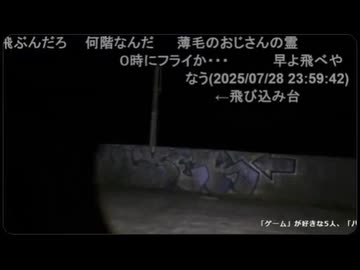 飛ぶんだろ 何階なんだ 薄毛のおじさんの霊
0時にフライか・・・ 早よ飛べや
なう(2025/07/28 23:59:42)
←飛び込み台
「ゲーム」が好きな5人、「バ